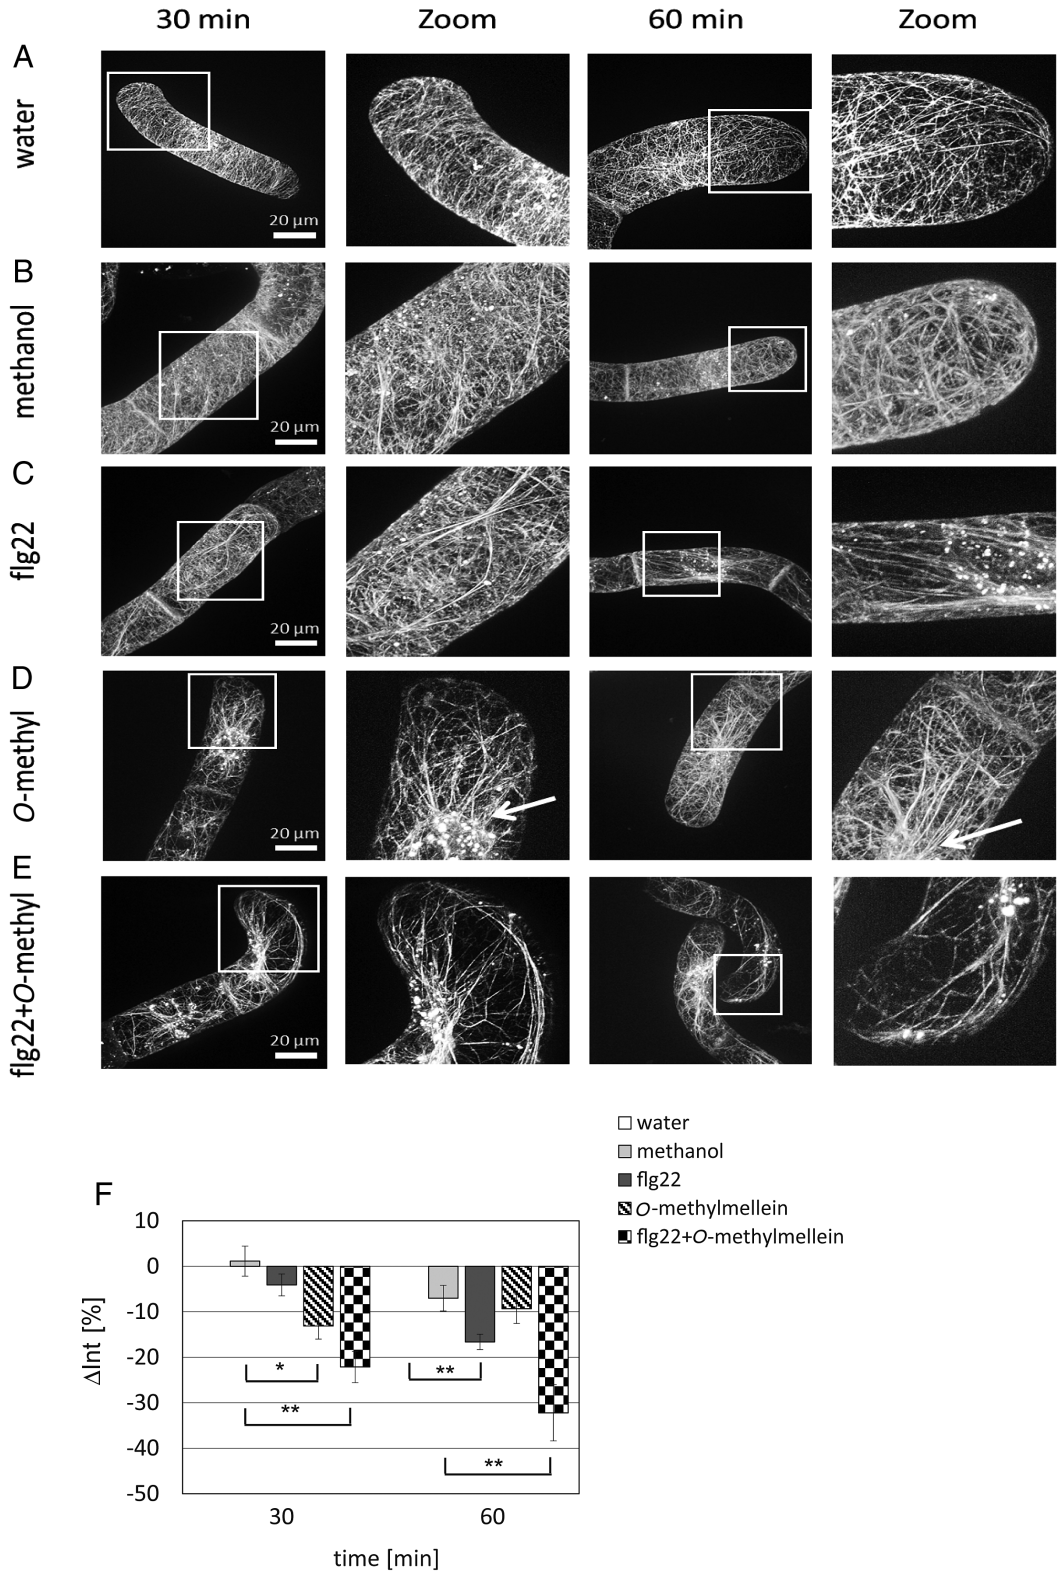 30 min Zoom 60 min Zoom
A
water
20 µm
B
methanol
20 µm
C
flg22
20 µm
D
O-methyl
20 µm
E
flg22+O-methyl
20 µm
water
methanol
flg22
O-methylmellein
flg22+O-methylmellein
F
10
0
-10
-20
-30
-40
-50
ΔInt [%]
* **
**
**
30 60
time [min]